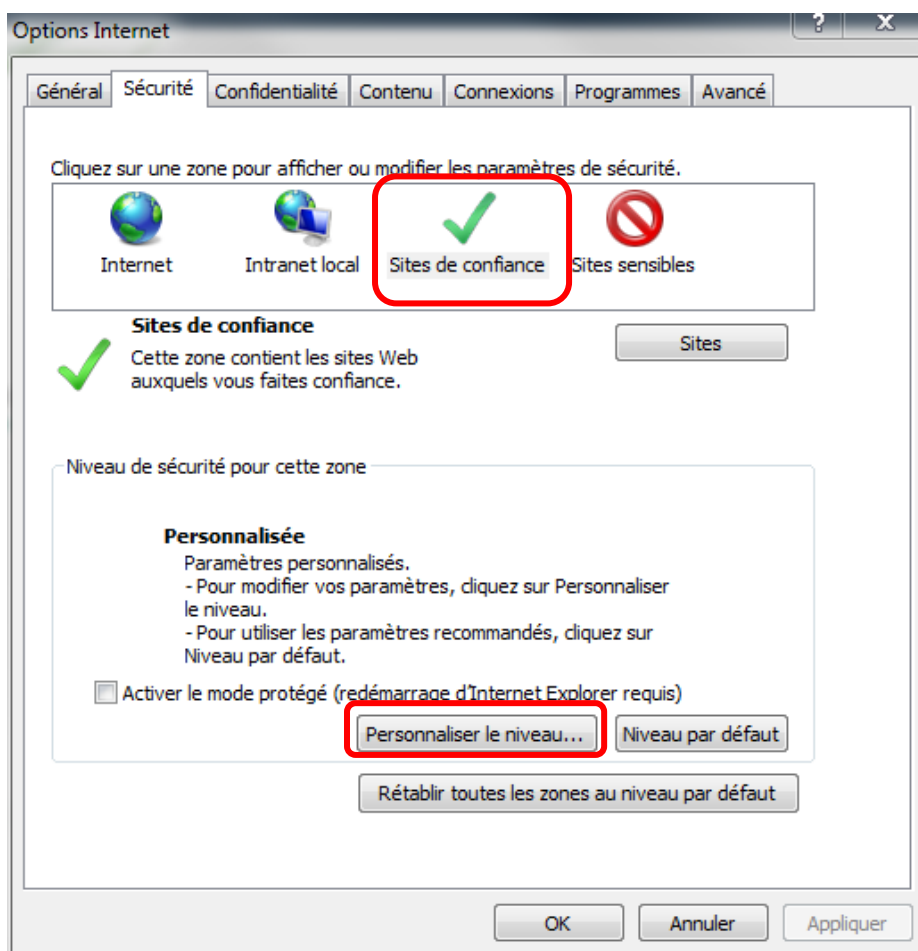 Options Internet
? X
Général Sécurité Confidentialité Contenu Connexions Programmes Avancé
Cliquez sur une zone pour afficher ou modifier les paramètres de sécurité.
Internet Intranet local Sites de confiance Sites sensibles
Sites de confiance
Cette zone contient les sites Web
auxquels vous faites confiance.
Sites
Niveau de sécurité pour cette zone
Personnalisée
Paramètres personnalisés.
- Pour modifier vos paramètres, cliquez sur Personnaliser
le niveau.
- Pour utiliser les paramètres recommandés, cliquez sur
Niveau par défaut.
Activer le mode protégé (redémarrage d'Internet Explorer requis)
Personnaliser le niveau... Niveau par défaut
Rétablir toutes les zones au niveau par défaut
OK Annuler Appliquer